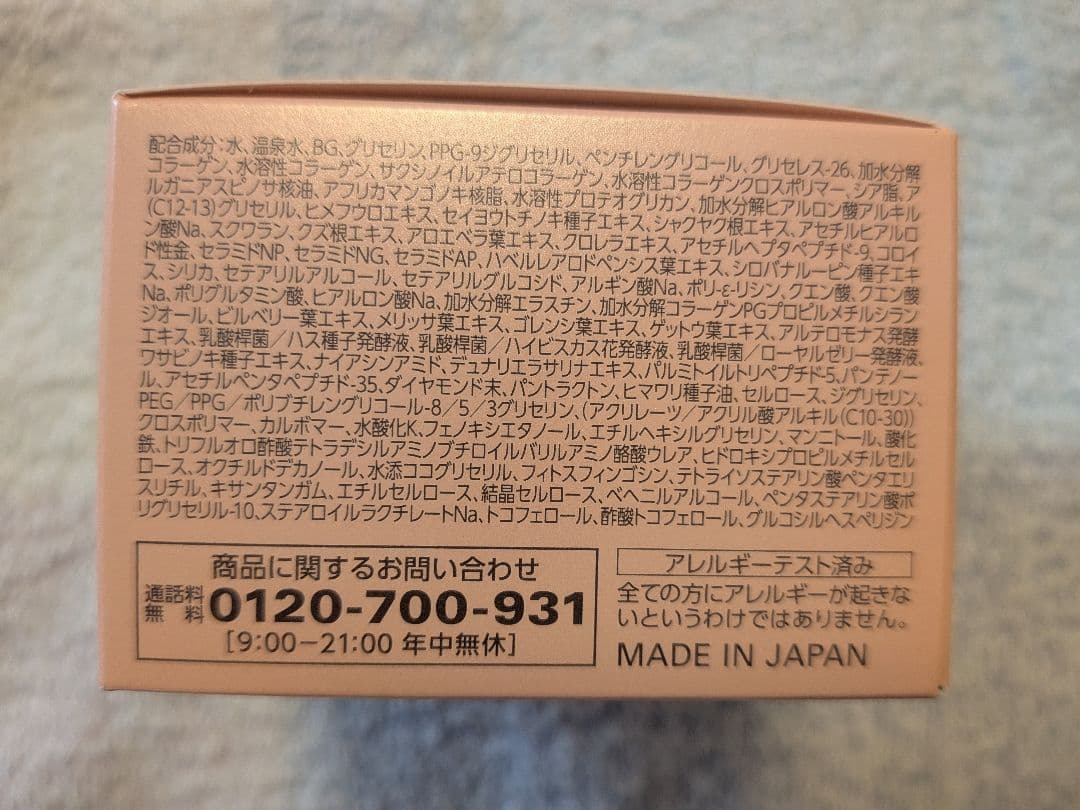 配合成分:水、温泉水、BG、グリセリン、PPG-9ジグリセリル、ペンチレングリコール、グリセレス-26、加水分解
コラーゲン、水溶性コラーゲン、サクシノイルアテロコラーゲン、水溶性コラーゲンクロスポリマー、シア脂、ア
ルガニアスピノサ核油、アフリカマンゴノキ核脂、水溶性プロテオグリカン、加水分解ヒアルロン酸アルキル
(C12-13)グリセリル、ヒメフウロエキス、セイヨウトチノキ種子エキス、シャクヤク根エキス、アセチルヒアルロ
ン酸Na、スクワラン、クズ根エキス、アロエベラ葉エキス、クロレラエキス、アセチルヘプタペプチド-9、コロイ
ド性金、セラミドNP、セラミドNG、セラミドAP、ハベルレアロドペンシス葉エキス、シロバナルーピン種子エキ
ス、シリカ、セテアリルアルコール、セテアリルグルコシド、アルギン酸Na、ポリ-ε-リシン、クエン酸、クエン酸
Na、ポリグルタミン酸、ヒアルロン酸Na、加水分解エラスチン、加水分解コラーゲンPGプロピルメチルシラン
ジオール、ビルベリー葉エキス、メリッサ葉エキス、ゴレンシ葉エキス、ゲットウ葉エキス、アルテロモナス発酵
エキス、乳酸桿菌/ハス種子発酵液、乳酸桿菌/ハイビスカス花発酵液、乳酸桿菌/ローヤルゼリー発酵液、
ワサビノキ種子エキス、ナイアシンアミド、デュナリエラサリナエキス、パルミトイルトリペプチド-5、パンテノー
ル、アセチルペンタペプチド-35、ダイヤモンド末、パントラクトン、ヒマワリ種子油、セルロース、ジグリセリン、
PEG/PPG/ポリブチレングリコール-8/5/3グリセリン、(アクリレーツ/アクリル酸アルキル(C10-30))
クロスポリマー、カルボマー、水酸化K、フェノキシエタノール、エチルヘキシルグリセリン、マンニトール、酸化
鉄、トリフルオロ酢酸テトラデシルアミノブチロイルバリルアミノ酪酸ウレア、ヒドロキシプロピルメチルセル
ロース、オクチルドデカノール、水添ココグリセリル、フィトスフィンゴシン、テトライソステアリン酸ペンタエリ
スリチル、キサンタンガム、エチルセルロース、結晶セルロース、ベヘニルアルコール、ペンタステアリン酸ポ
リグリセリル-10、ステアロイルラクチレートNa、トコフェロール、酢酸トコフェロール、グルコシルヘスペリジン
商品に関するお問い合わせ
通話料
無料 0120-700-931
[9:00−21:00 年中無休]
アレルギーテスト済み
全ての方にアレルギーが起きな
いというわけではありません。
MADE IN JAPAN